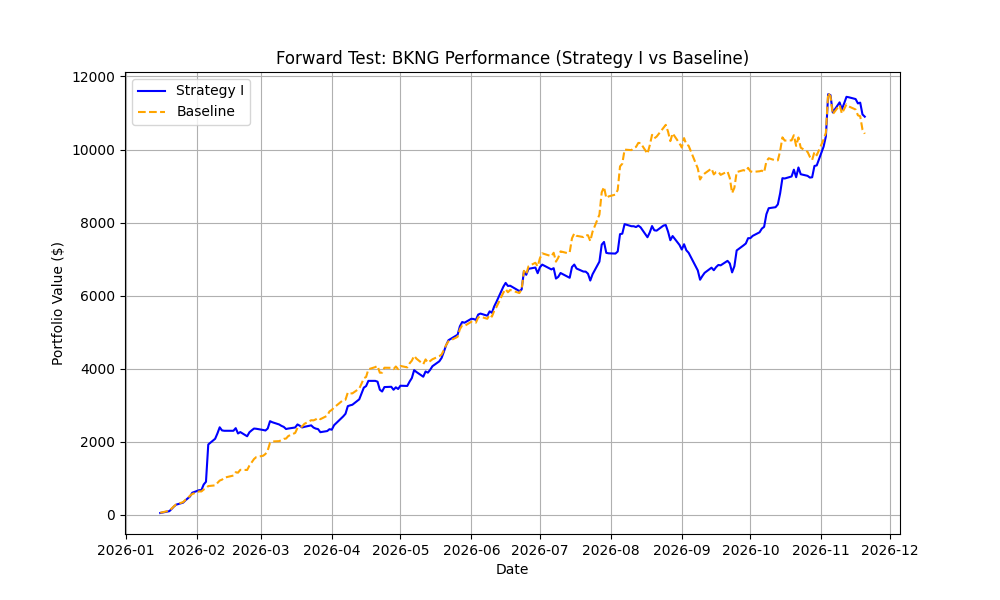 Forward Test: BKNG Performance (Strategy I vs Baseline)
Strategy I
Baseline
Portfolio Value ($)
12000
10000
8000
6000
4000
2000
0
2026-01 2026-02 2026-03 2026-04 2026-05 2026-06 2026-07 2026-08 2026-09 2026-10 2026-11 2026-12
Date